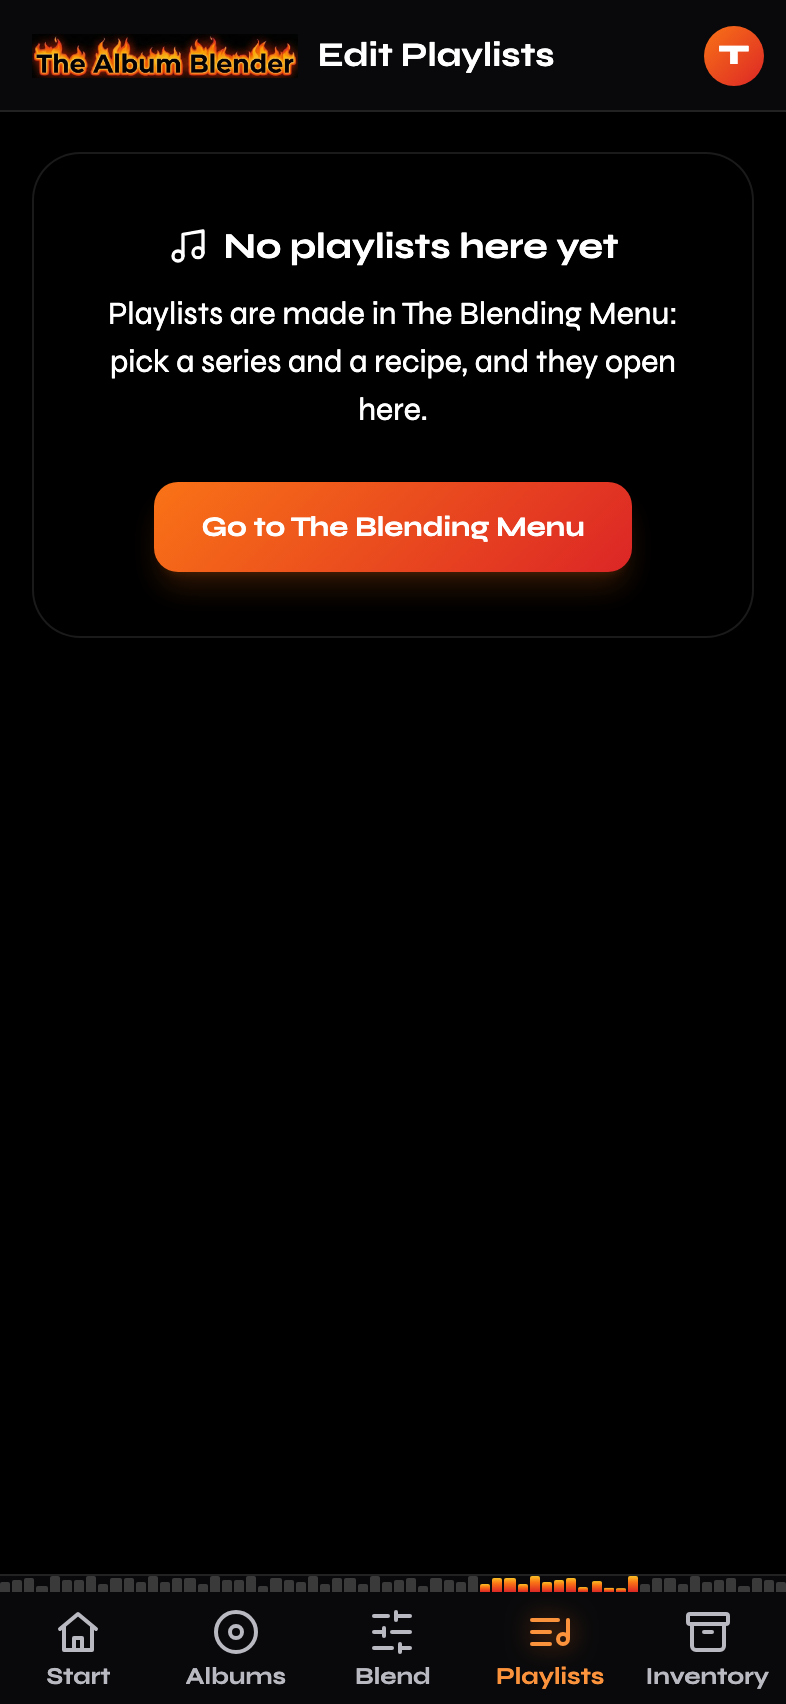 The Album Blender Edit Playlists T
No playlists here yet
Playlists are made in The Blending Menu:
pick a series and a recipe, and they open
here.
Go to The Blending Menu
Start Albums Blend Playlists Inventory